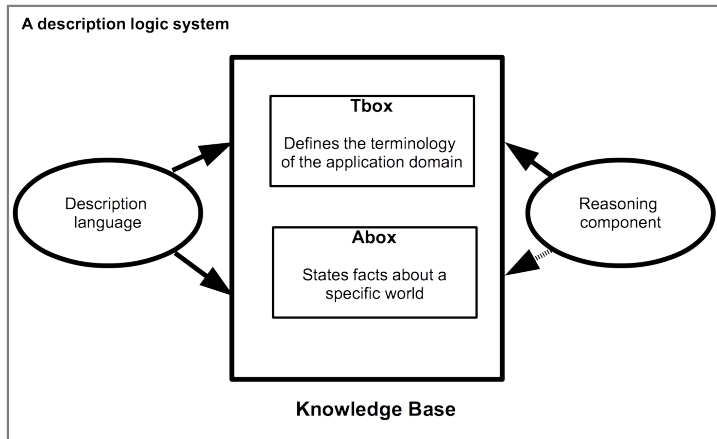 A description logic system
Tbox
Defines the terminology
of the application domain
Description
language
Reasoning
component
Abox
States facts about a
specific world
Knowledge Base